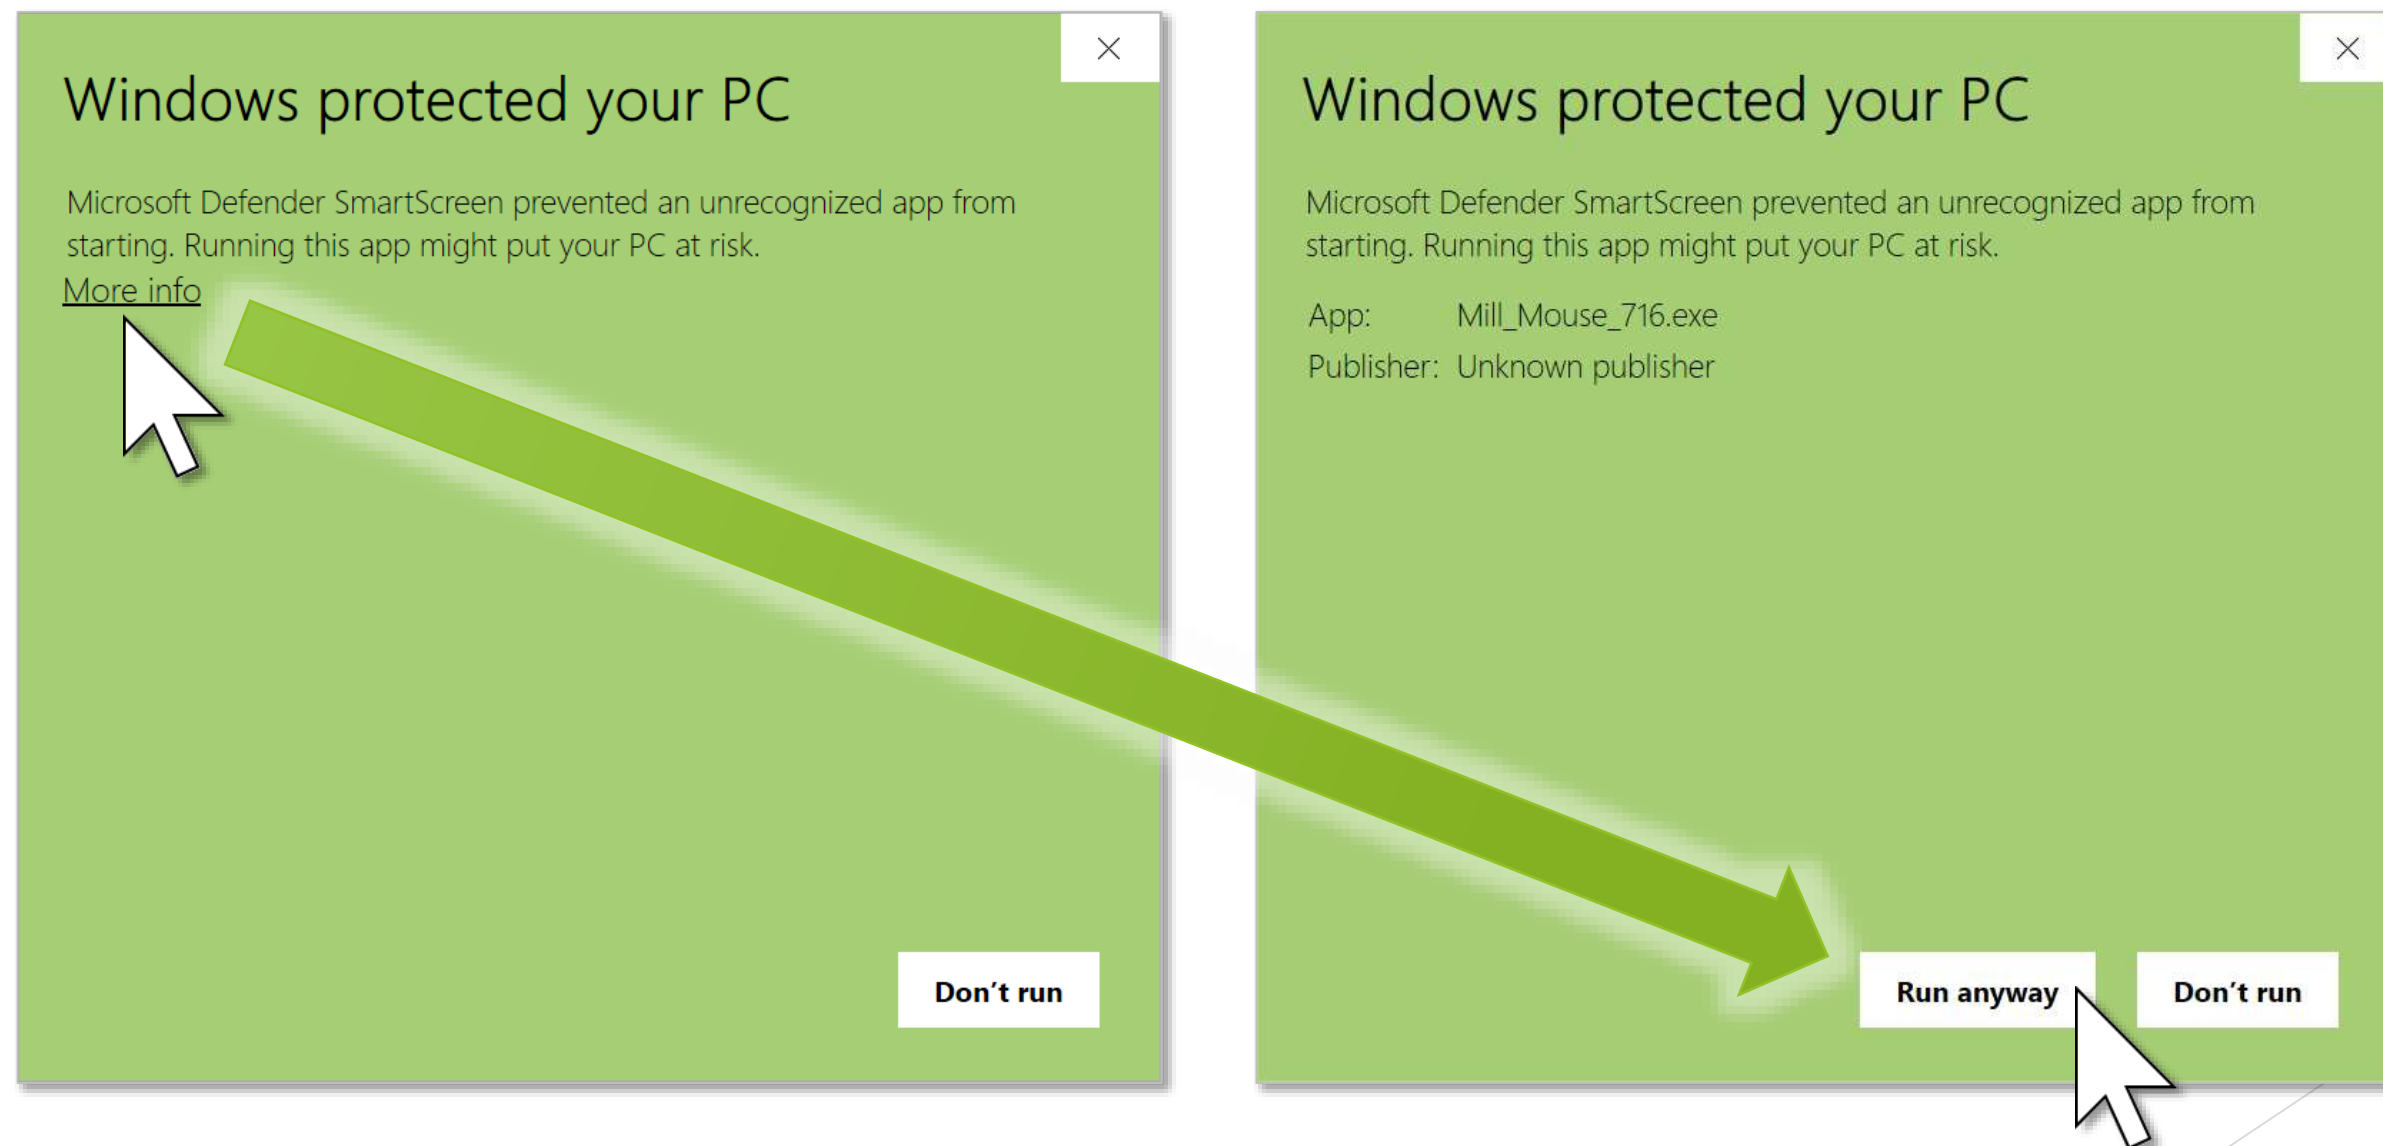 Windows protected your PC
Microsoft Defender SmartScreen prevented an unrecognized app from
starting. Running this app might put your PC at risk.
More info
Don't run
Windows protected your PC
Microsoft Defender SmartScreen prevented an unrecognized app from
starting. Running this app might put your PC at risk.
App: Mill_Mouse_716.exe
Publisher: Unknown publisher
Run anyway Don't run